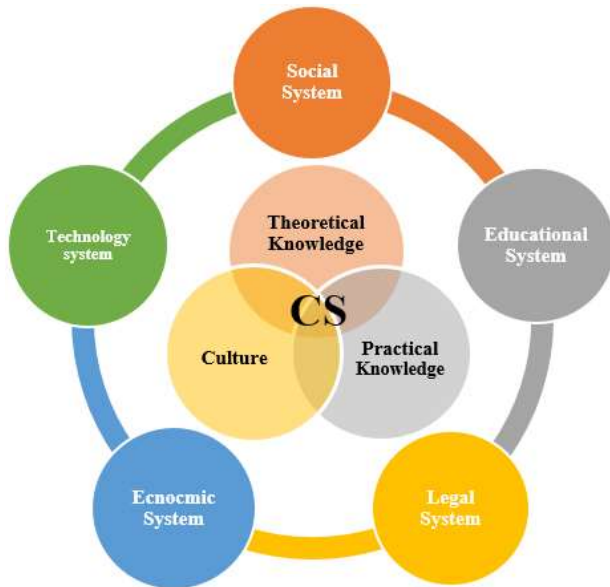 Social
System
Theoretical
Knowledge
Technology
system
Educational
System
CS
Culture
Practical
Knowledge
Ecnocmic
System
Legal
System